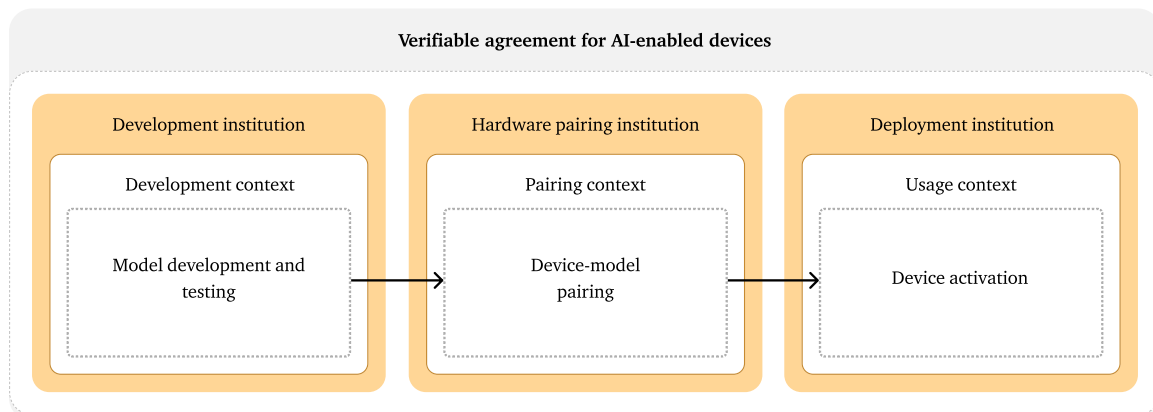 Verifiable agreement for AI-enabled devices
Development institution
Development context
Model development and
testing
Hardware pairing institution
Pairing context
Device-model
pairing
Deployment institution
Usage context
Device activation